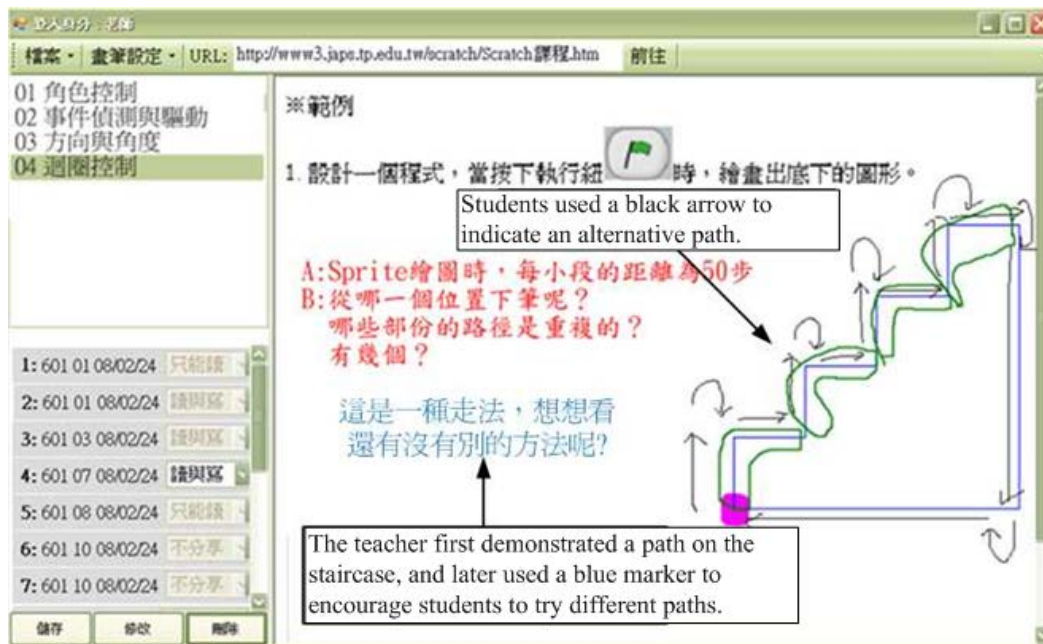 登入身分：老師
檔案 畫筆設定 URL: http://www3.japs.tp.edu.tw/scratch/Scratch課程.htm 前往
01 角色控制
02 事件偵測與驅動
03 方向與角度
04 迴圈控制
※範例
1. 設計一個程式，當按下執行紐 時，繪畫出底下的圖形。
Students used a black arrow to
indicate an alternative path.
A:Sprite繪圖時，每小段的距離為50步
B:從哪一個位置下筆呢？
哪些部份的路徑是重複的？
有幾個？
這是一種走法，想想看
還有沒有別的方法呢?
The teacher first demonstrated a path on the
staircase, and later used a blue marker to
encourage students to try different paths.
1: 601 01 08/02/24 只能讀
2: 601 01 08/02/24 讀與寫
3: 601 03 08/02/24 讀與寫
4: 601 07 08/02/24 讀與寫
5: 601 08 08/02/24 只能讀
6: 601 10 08/02/24 不分享
7: 601 10 08/02/24 不分享
儲存 修改 刪除